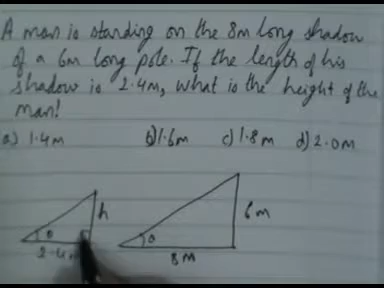 A man is standing on the 8m long shadow
of a 6m long pole. If the length of his
shadow is 2.4m, what is the height of the
man!
a) 1.4m b) 1.6m c) 1.8m d) 2.0m
h 6m
θ θ
2.4m 8m